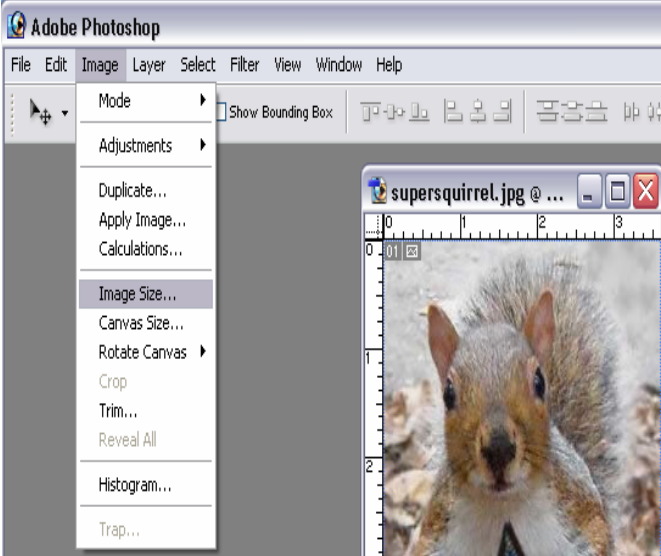 Adobe Photoshop
File Edit Image Layer Select Filter View Window Help
Mode
Show Bounding Box
Adjustments
Duplicate...
Apply Image...
Calculations...
Image Size...
Canvas Size...
Rotate Canvas
Crop
Trim...
Reveal All
Histogram...
Trap...
supersquirrel.jpg @ ...
0 1 2 3
0
01
1
2